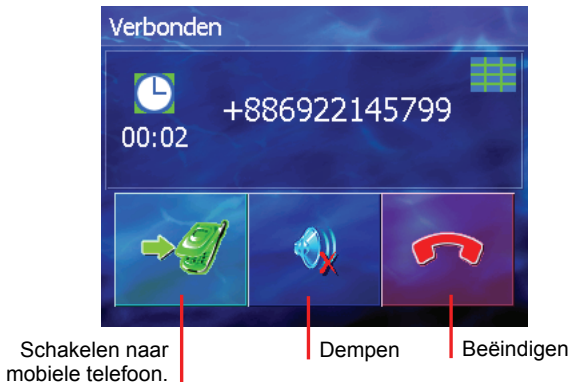 Verbonden
+886922145799
00:02
Schakelen naar
mobiele telefoon.
Dempen
Beëindigen